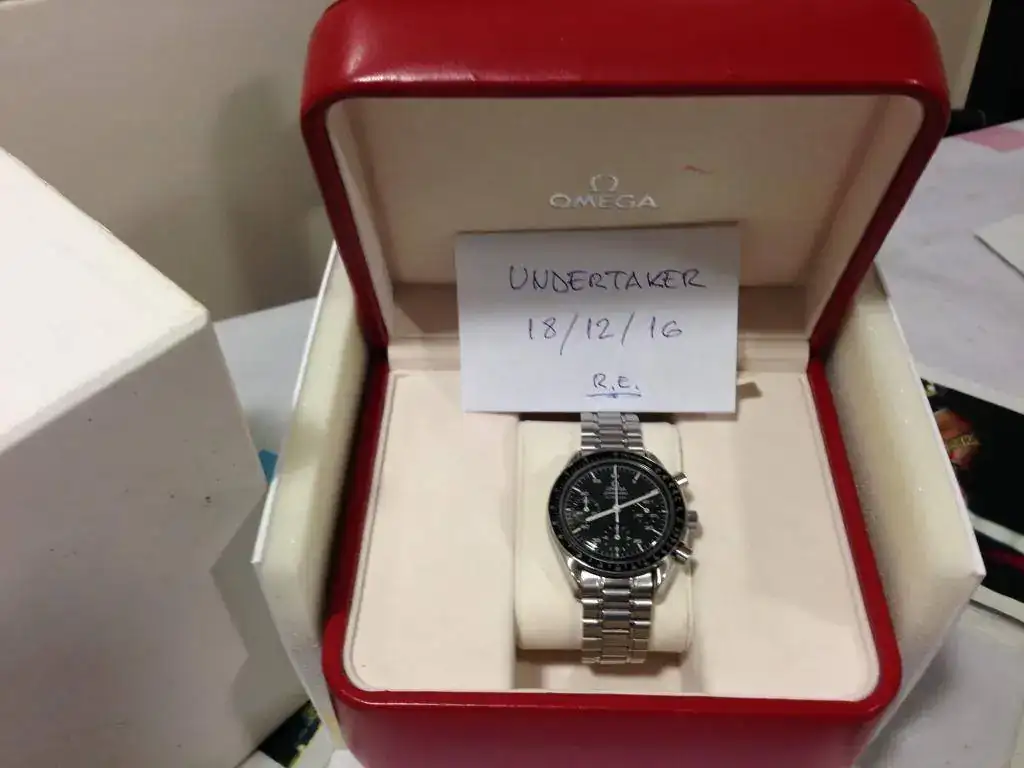 OMEGA
UNDERTAKER
18/12/16
R.E.